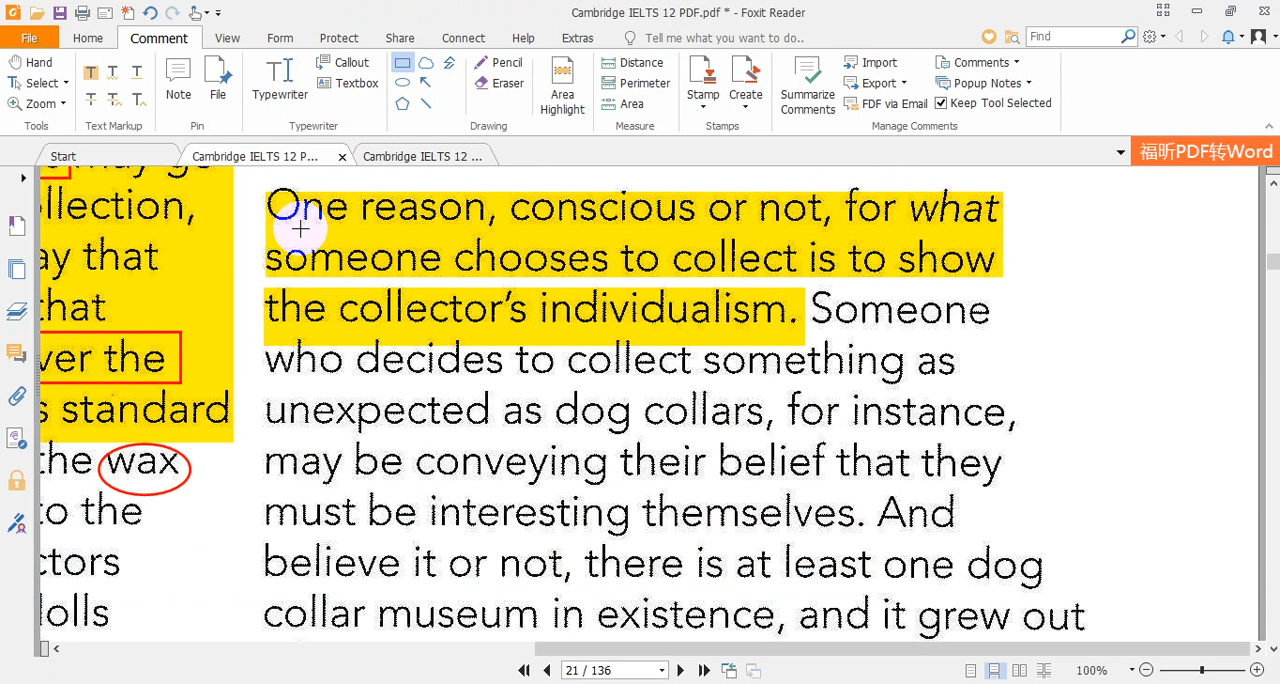 Cambridge IELTS 12 PDF.pdf * - Foxit Reader
File Home Comment View Form Protect Share Connect Help Extras Tell me what you want to do.. Find
Hand
Select
Zoom
Tools
Text Markup
Note
File
Pin
Typewriter
Callout
Textbox
Typewriter
Pencil
Eraser
Drawing
Area
Highlight
Distance
Perimeter
Area
Measure
Stamp
Create
Stamps
Summarize
Comments
Import
Export
FDF via Email
Comments
Popup Notes
Keep Tool Selected
Manage Comments
Start
Cambridge IELTS 12 P...
Cambridge IELTS 12 ...
福昕PDF转Word
may go
ollection,
ay that
that
ver the
s standard
the wax
to the
ctors
dolls
One reason, conscious or not, for what
someone chooses to collect is to show
the collector's individualism. Someone
who decides to collect something as
unexpected as dog collars, for instance,
may be conveying their belief that they
must be interesting themselves. And
believe it or not, there is at least one dog
collar museum in existence, and it grew out
21 / 136
100%